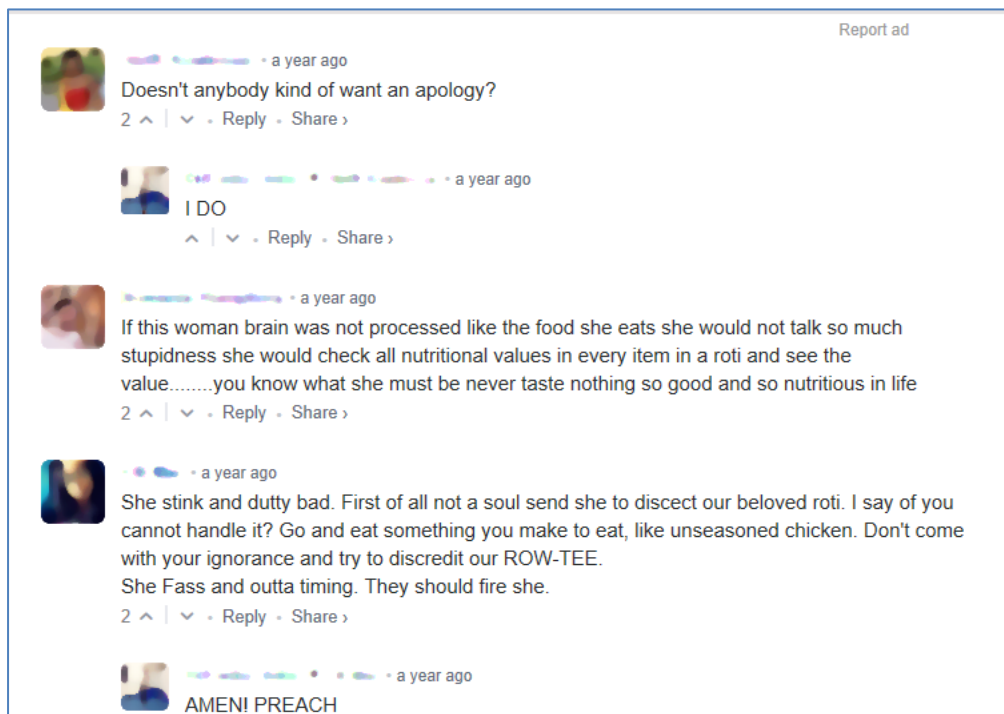 Report ad
• a year ago
Doesn't anybody kind of want an apology?
2 • Reply • Share ›
• a year ago
I DO
• Reply • Share ›
• a year ago
If this woman brain was not processed like the food she eats she would not talk so much
stupidness she would check all nutritional values in every item in a roti and see the
value........you know what she must be never taste nothing so good and so nutritious in life
2 • Reply • Share ›
• a year ago
She stink and dutty bad. First of all not a soul send she to discect our beloved roti. I say of you
cannot handle it? Go and eat something you make to eat, like unseasoned chicken. Don't come
with your ignorance and try to discredit our ROW-TEE.
She Fass and outta timing. They should fire she.
2 • Reply • Share ›
• a year ago
AMEN! PREACH